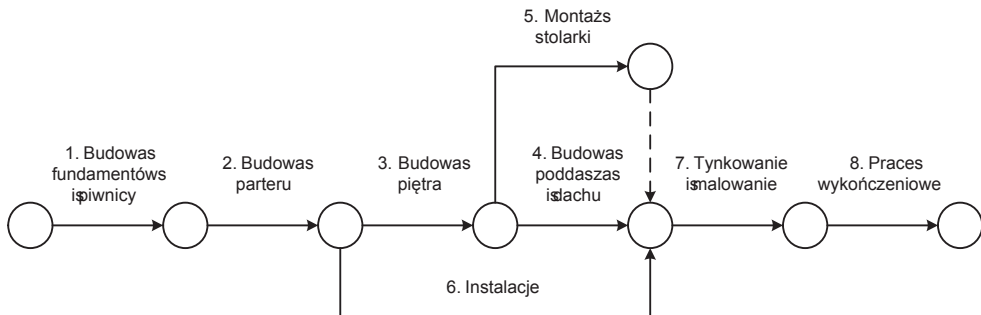 5. Montażs
stolarki
1. Budowas
fundamentóws
ispiwnicy
2. Budowas
parteru
3. Budowas
piętra
4. Budowas
poddaszas
isdachu
7. Tynkowanie
ismalowanie
8. Praces
wykończeniowe
6. Instalacje